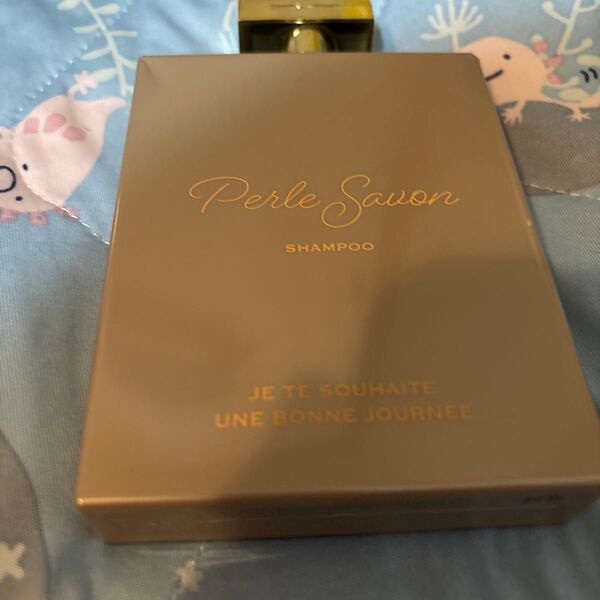 Perle Savon
SHAMPOO
JE TE SOUHAITE
UNE BONNE JOURNEE